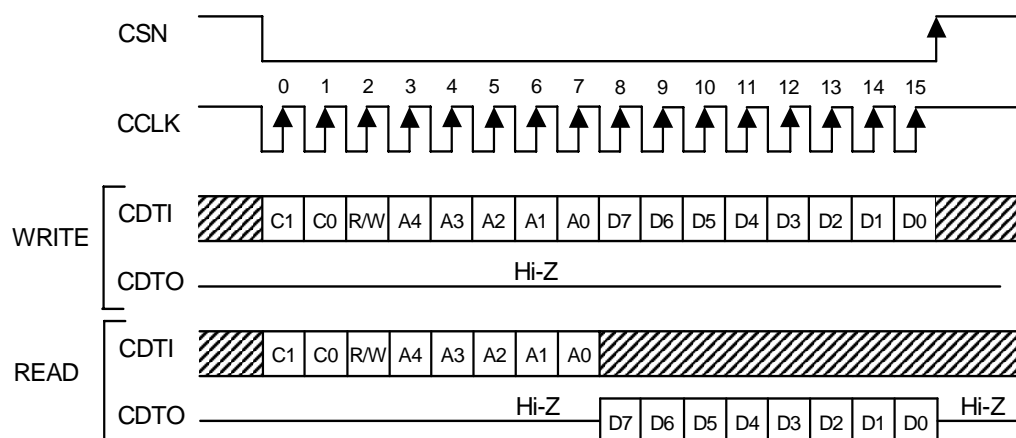 CSN
0 1 2 3 4 5 6 7 8 9 10 11 12 13 14 15
CCLK
WRITE
CDTI C1 C0 R/W A4 A3 A2 A1 A0 D7 D6 D5 D4 D3 D2 D1 D0
CDTO Hi-Z
READ
CDTI C1 C0 R/W A4 A3 A2 A1 A0
CDTO Hi-Z D7 D6 D5 D4 D3 D2 D1 D0 Hi-Z